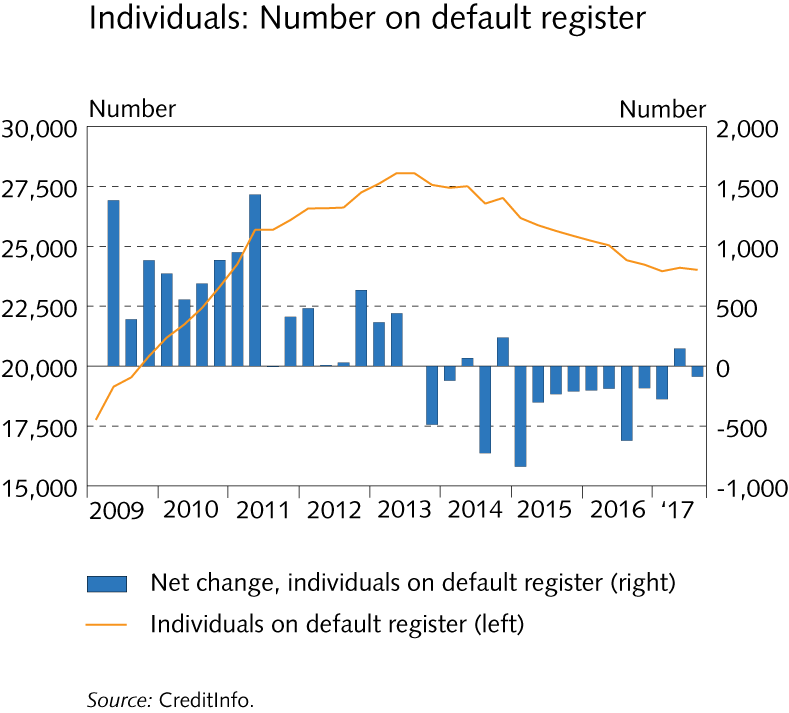 Individuals: Number on default register
Number Number
30,000 2,000
27,500 1,500
25,000 1,000
22,500 500
20,000 0
17,500 -500
15,000 -1,000
2009 2010 2011 2012 2013 2014 2015 2016 ‘17
Net change, individuals on default register (right)
Individuals on default register (left)
Source: CreditInfo.